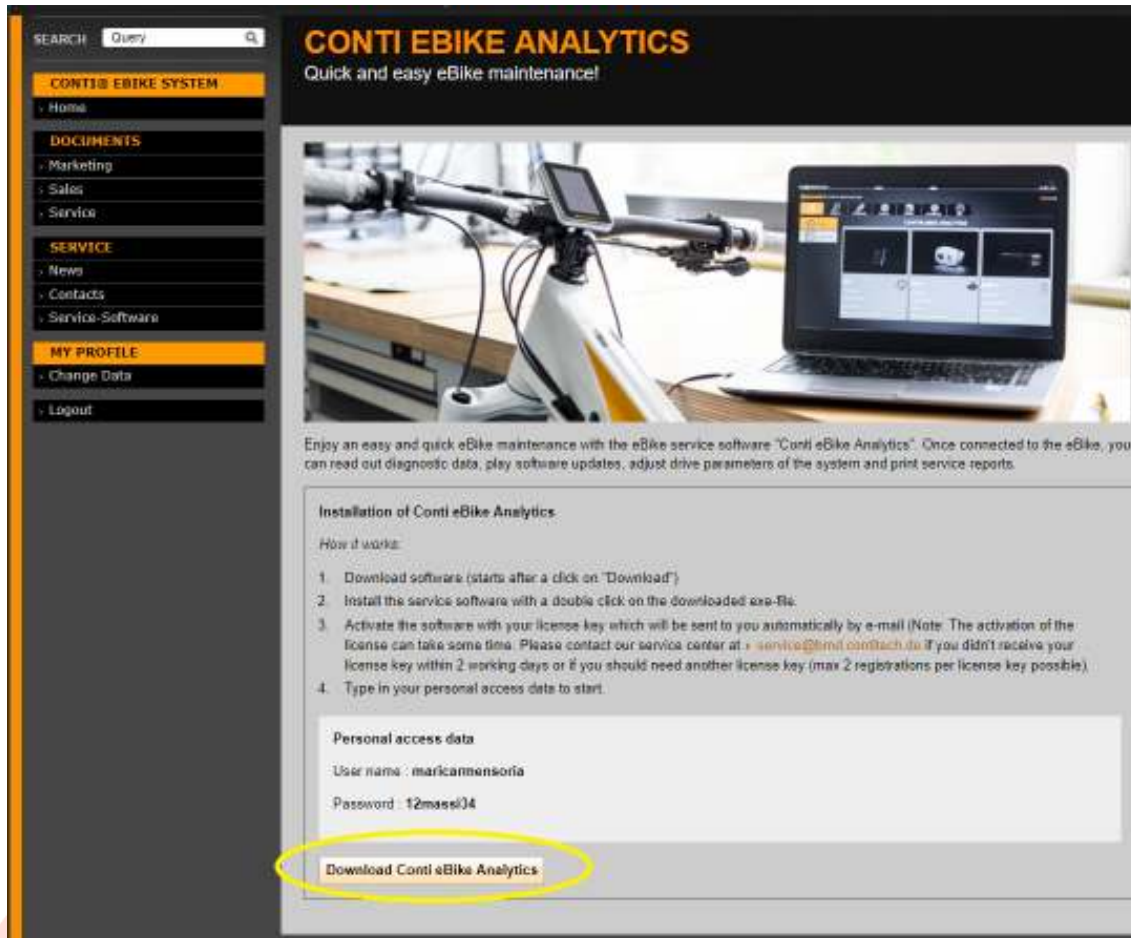 SEARCH Query
CONTI® EBIKE SYSTEM
› Home
DOCUMENTS
› Marketing
› Sales
› Service
SERVICE
› News
› Contacts
› Service-Software
MY PROFILE
› Change Data
› Logout
CONTI EBIKE ANALYTICS
Quick and easy eBike maintenance!
Enjoy an easy and quick eBike maintenance with the eBike service software "Conti eBike Analytics". Once connected to the eBike, you
can read out diagnostic data, play software updates, adjust drive parameters of the system and print service reports.
Installation of Conti eBike Analytics
How it works:
1. Download software (starts after a click on "Download")
2. Install the service software with a double click on the downloaded exe-file.
3. Activate the software with your license key which will be sent to you automatically by e-mail (Note: The activation of the
license can take some time. Please contact our service center at › if you didn't receive your
license key within 2 working days or if you should need another license key (max 2 registrations per license key possible).
4. Type in your personal access data to start.
Personal access data
User name : maricarmensoria
Password : 12massi34
Download Conti eBike Analytics